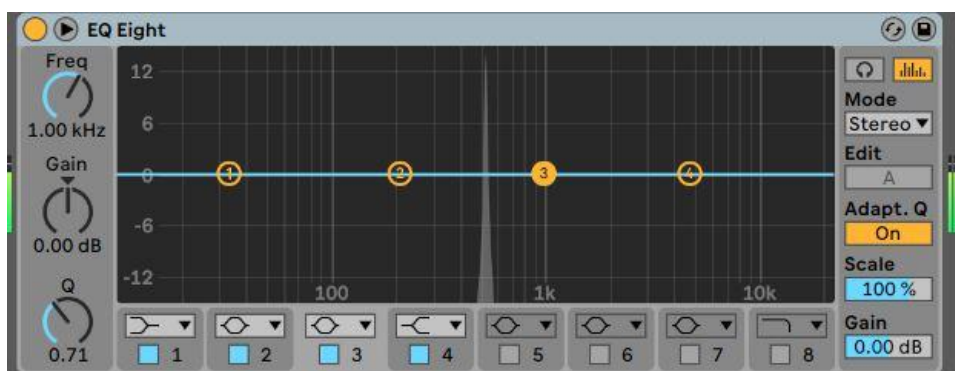 EQ Eight
Freq
1.00 kHz
Gain
0.00 dB
Q
0.71
12
6
0
-6
-12
100
1k
10k
1
2
3
4
1
2
3
4
5
6
7
8
Mode
Stereo
Edit
A
Adapt. Q
On
Scale
100 %
Gain
0.00 dB